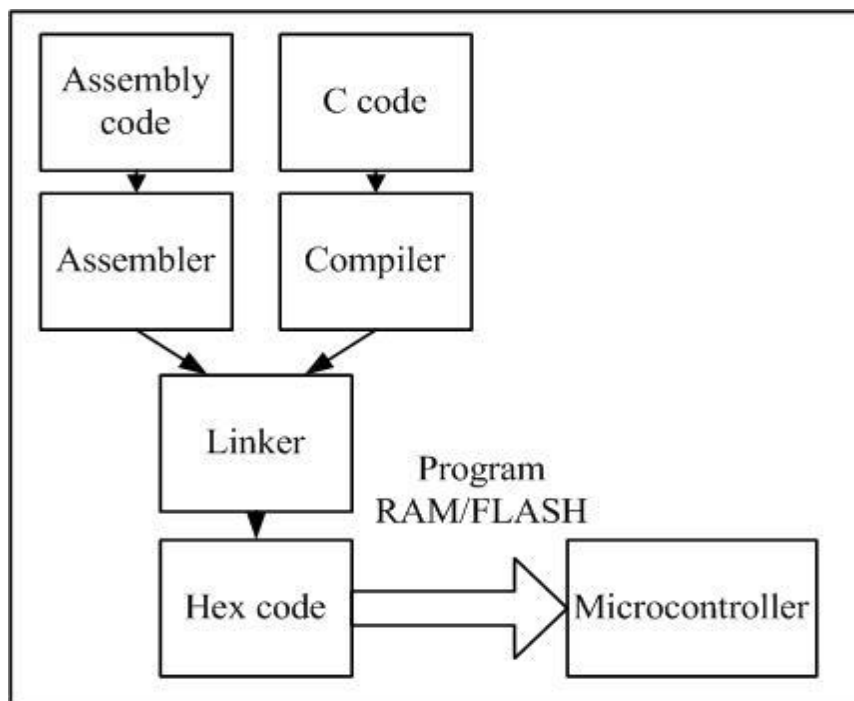 Assembly
code
C code
Assembler
Compiler
Linker
Program
RAM/FLASH
Hex code
Microcontroller